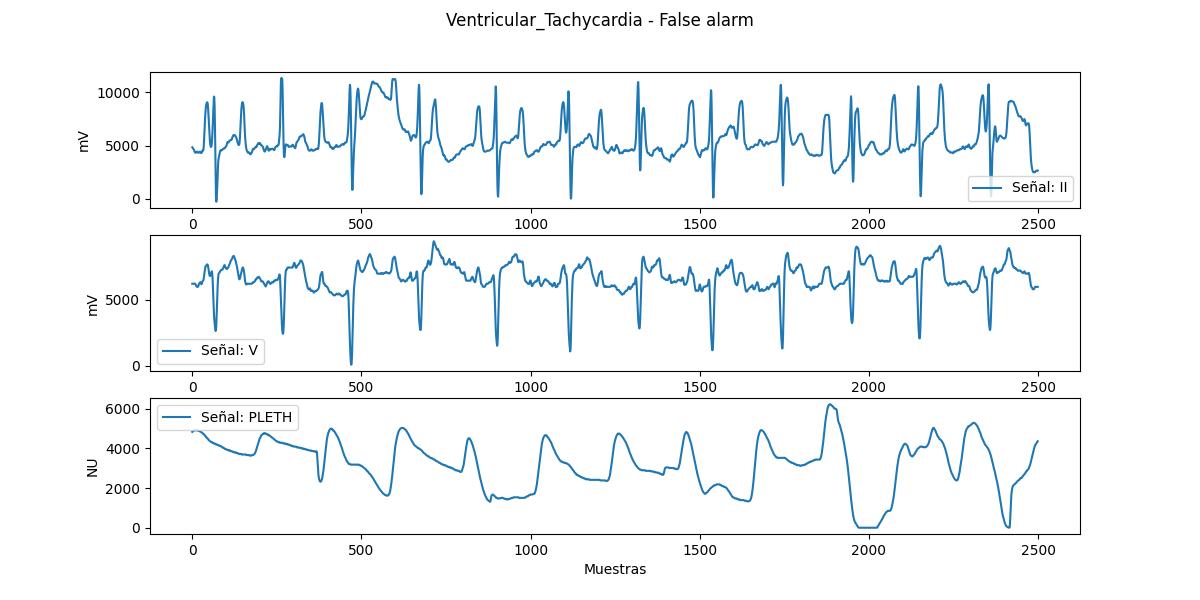 Ventricular_Tachycardia - False alarm
10000
5000
0
mV
Señal: II
0 500 1000 1500 2000 2500
5000
0
mV
Señal: V
0 500 1000 1500 2000 2500
6000
4000
2000
0
NU
Señal: PLETH
0 500 1000 1500 2000 2500
Muestras